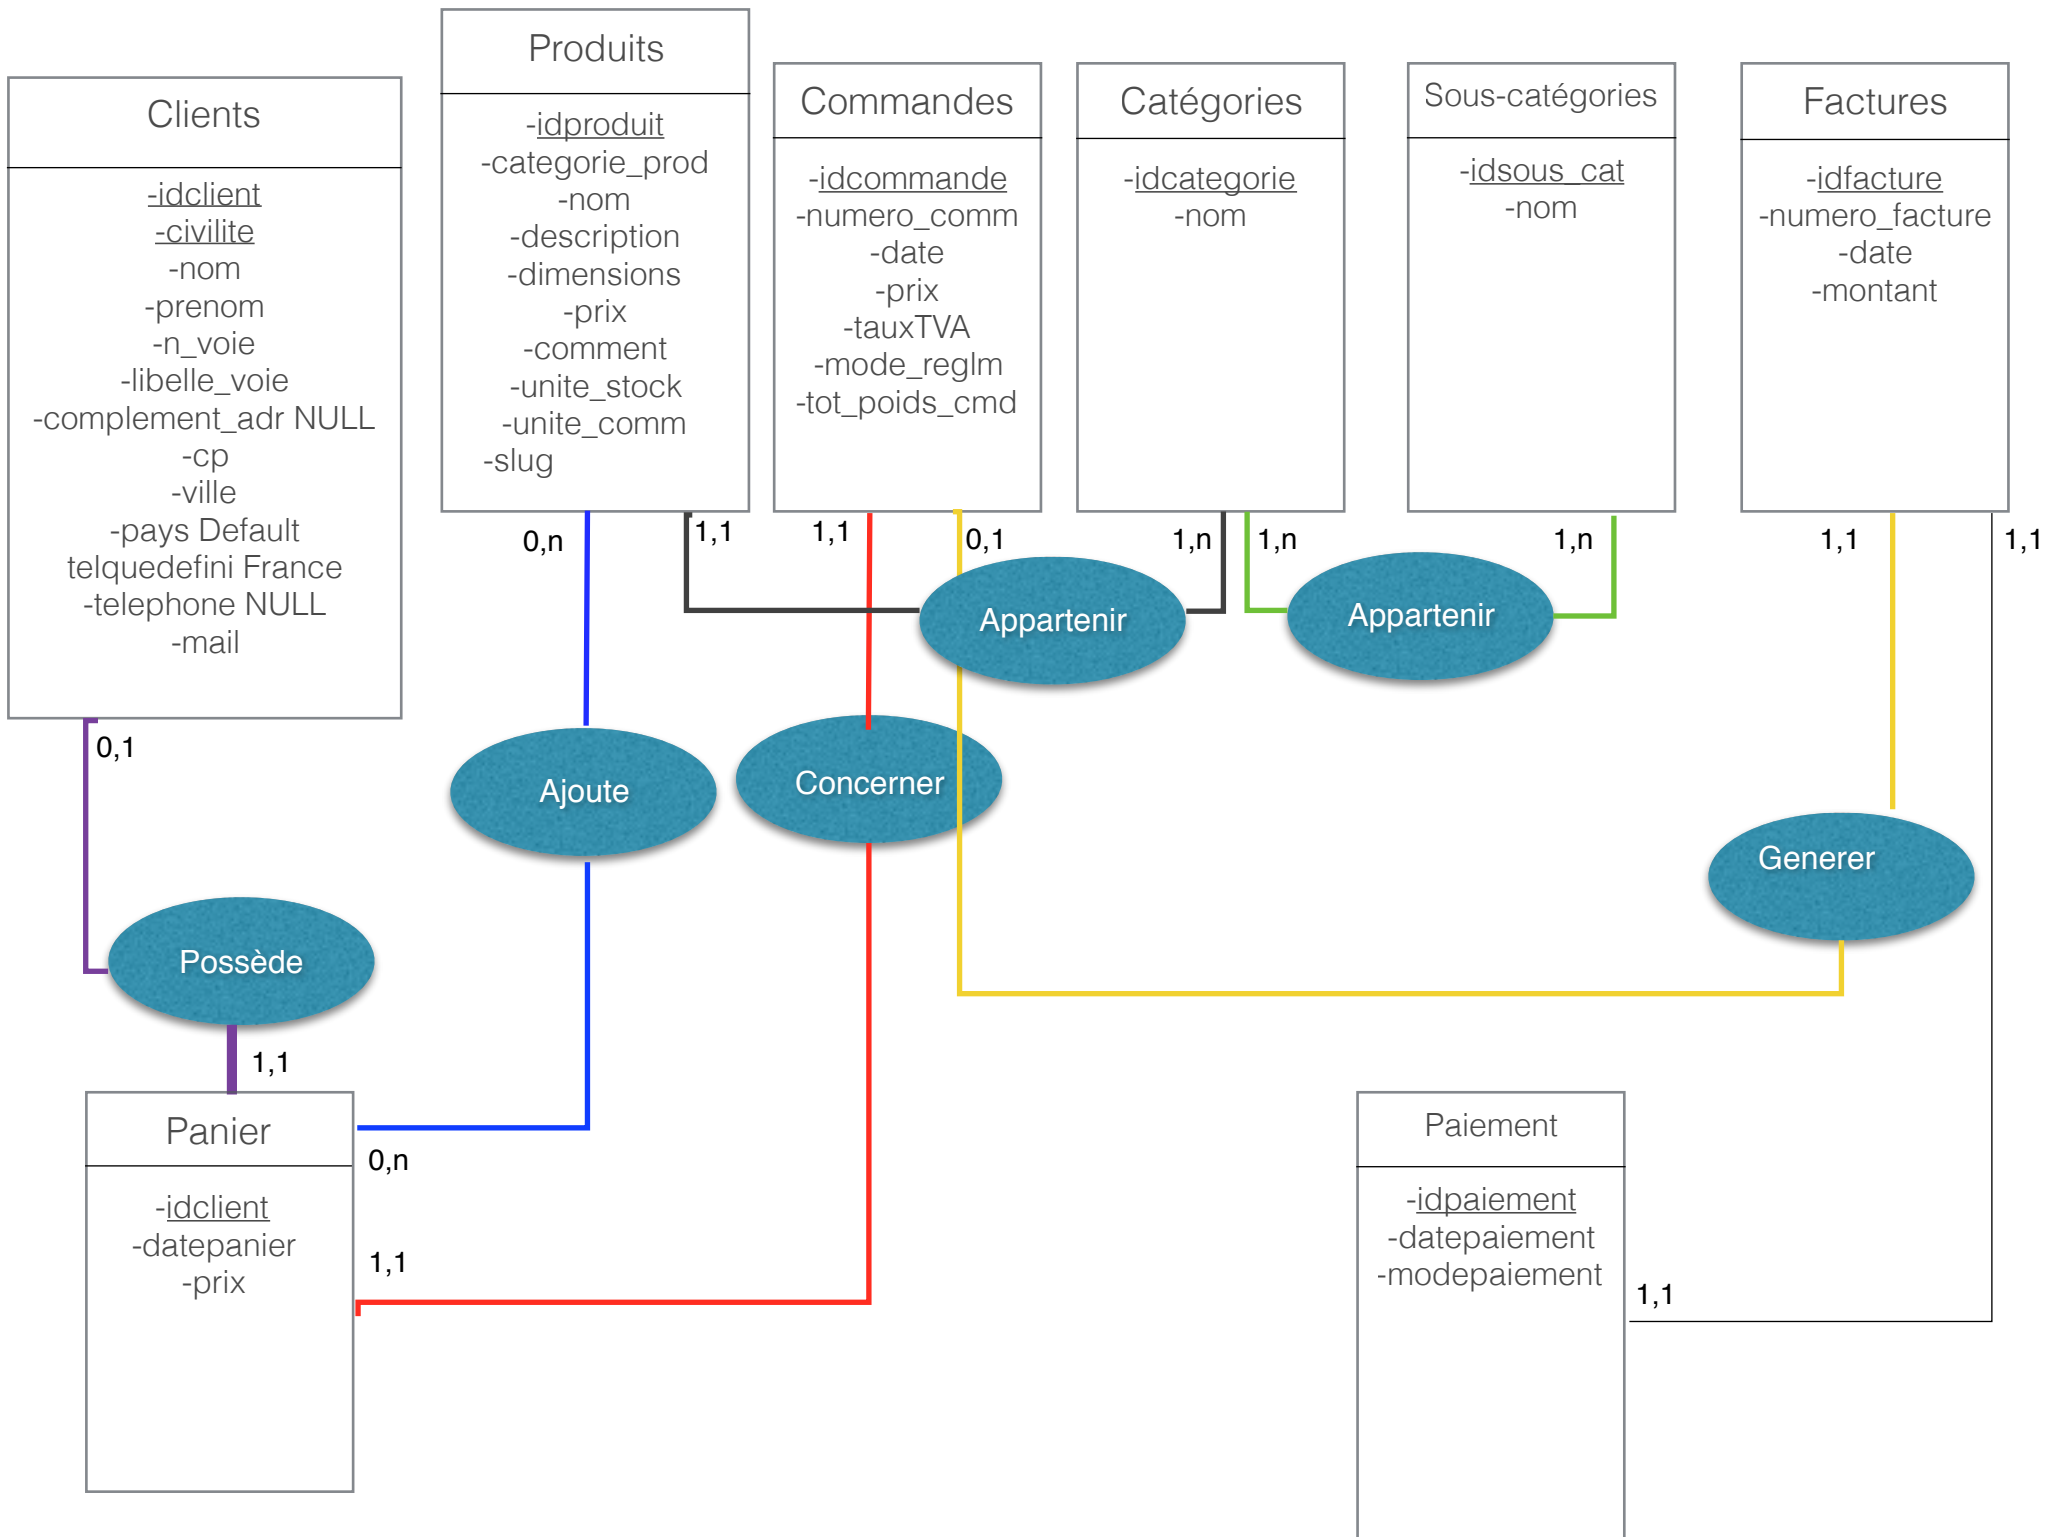 Clients
-idclient
-civilite
-nom
-prenom
-n_voie
-libelle_voie
-complement_adr NULL
-cp
-ville
-pays Default
telquedefini France
-telephone NULL
-mail
Produits
-idproduit
-categorie_prod
-nom
-description
-dimensions
-prix
-comment
-unite_stock
-unite_comm
-slug
Commandes
-idcommande
-numero_comm
-date
-prix
-tauxTVA
-mode_reglm
-tot_poids_cmd
Catégories
-idcategorie
-nom
Sous-catégories
-idsous_cat
-nom
Factures
-idfacture
-numero_facture
-date
-montant
0,n
1,1
1,1
0,1
1,n
1,n
1,n
1,1
1,1
Appartenir
Appartenir
0,1
Ajoute
Concerner
Generer
Possède
1,1
Panier
-idclient
-datepanier
-prix
0,n
1,1
Paiement
-idpaiement
-datepaiement
-modepaiement
1,1